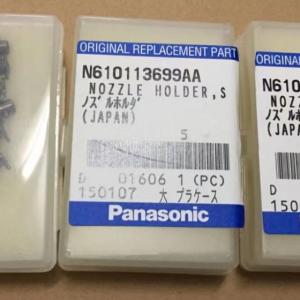 ORIGINAL REPLACEMENT PART
N610113699AA
NOZZLE HOLDER,S
ノズルホルダ
(JAPAN)
5
D 01606 1 (PC)
150107 大 プラケース
Panasonic
ORIGINAL REPL
N610
NOZZ
ノズルホ
(JAPA
D
150